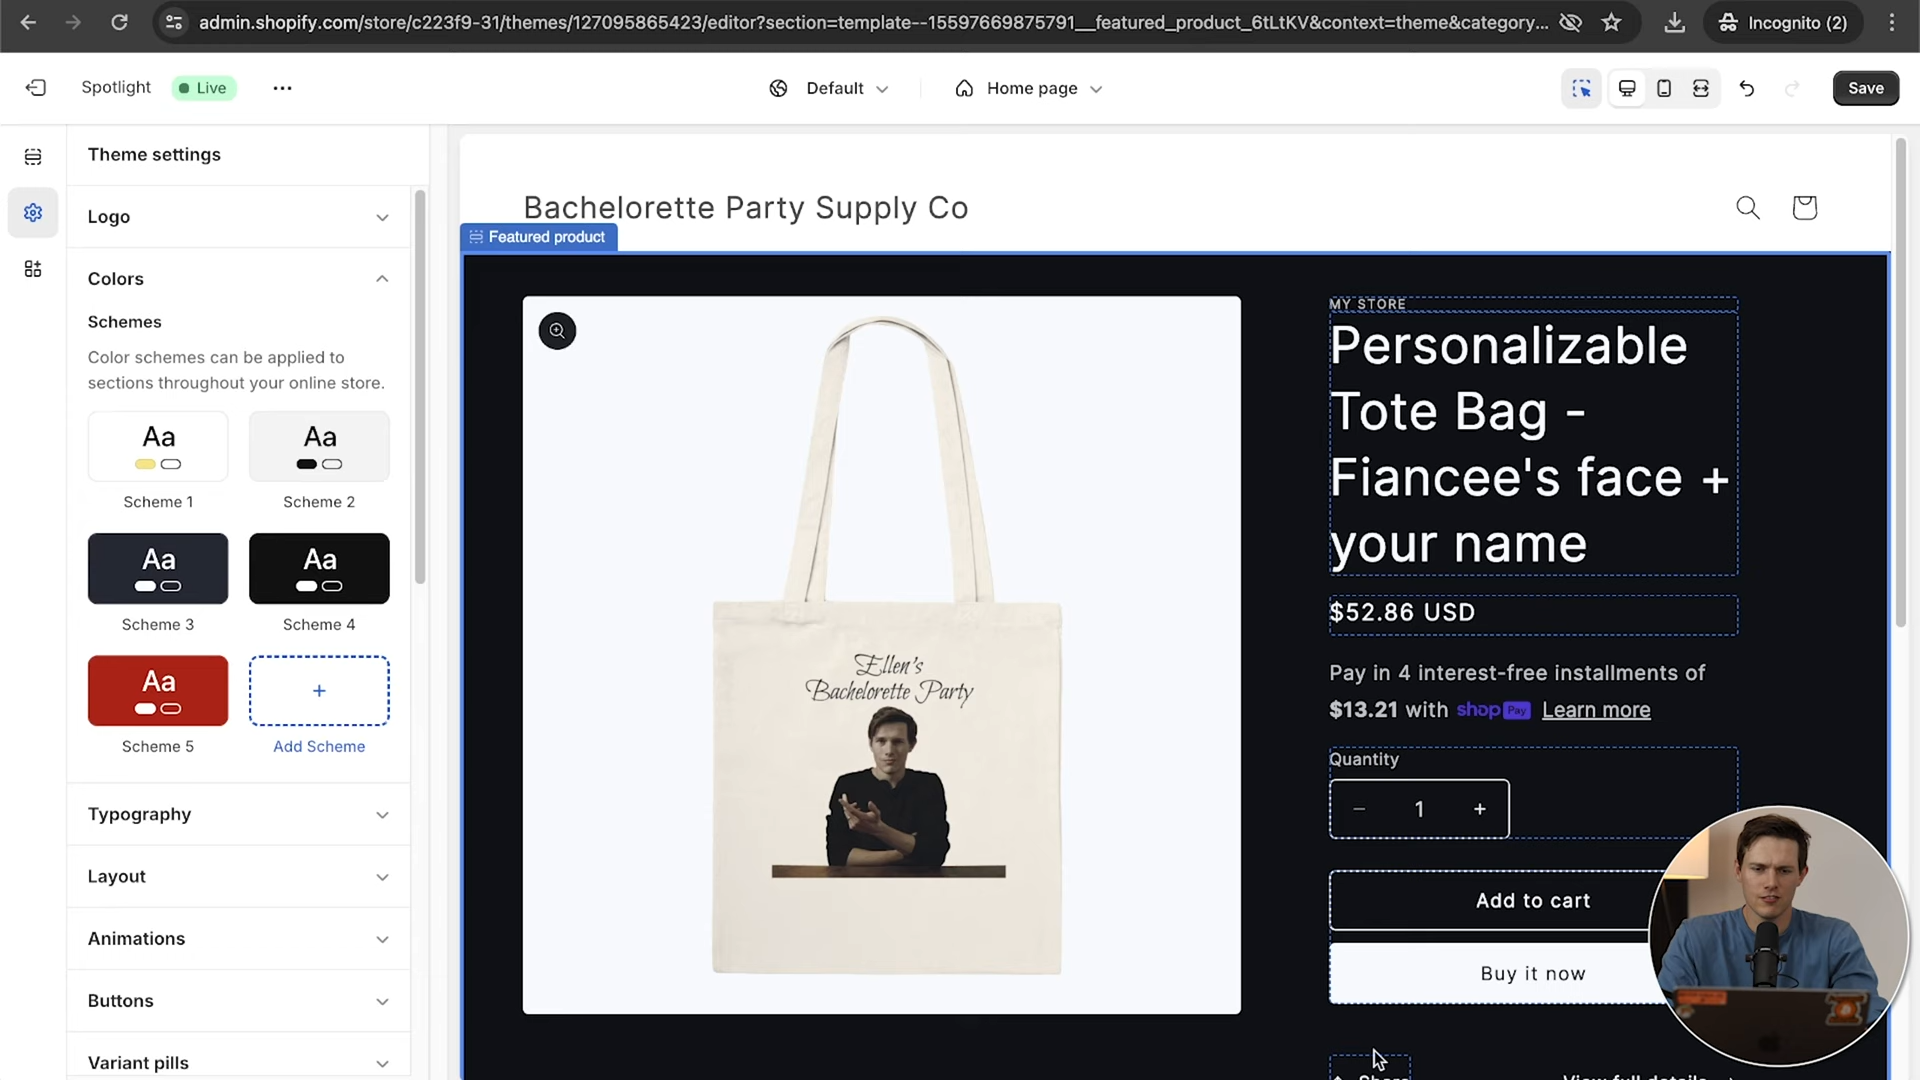 admin.shopify.com/store/c223f9-31/themes/127095865423/editor?section=template--15597669875791__featured_product_6tLtKV&context=theme&category...
Incognito (2)
Spotlight
Live
Default
Home page
Save
Theme settings
Logo
Colors
Schemes
Color schemes can be applied to
sections throughout your online store.
Aa
Scheme 1
Aa
Scheme 2
Aa
Scheme 3
Aa
Scheme 4
Aa
Scheme 5
+
Add Scheme
Typography
Layout
Animations
Buttons
Variant pills
Bachelorette Party Supply Co
Featured product
Ellen's
Bachelorette Party
MY STORE
Personalizable
Tote Bag -
Fiancee's face +
your name
$52.86 USD
Pay in 4 interest-free installments of
$13.21 with shop Pay Learn more
Quantity
− 1 +
Add to cart
Buy it now
Share
View full details